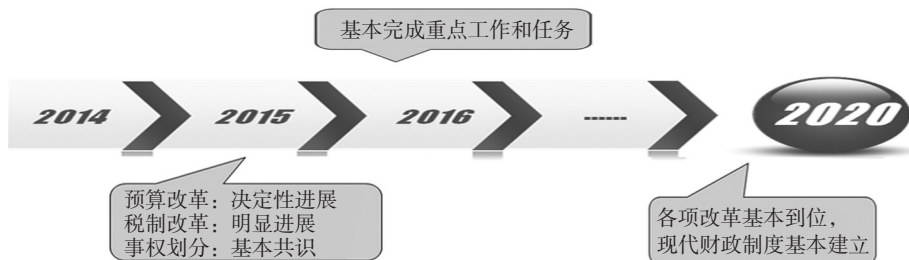 基本完成重点工作和任务
2014
2015
2016
------
2020
预算改革：决定性进展
税制改革：明显进展
事权划分：基本共识
各项改革基本到位，
现代财政制度基本建立